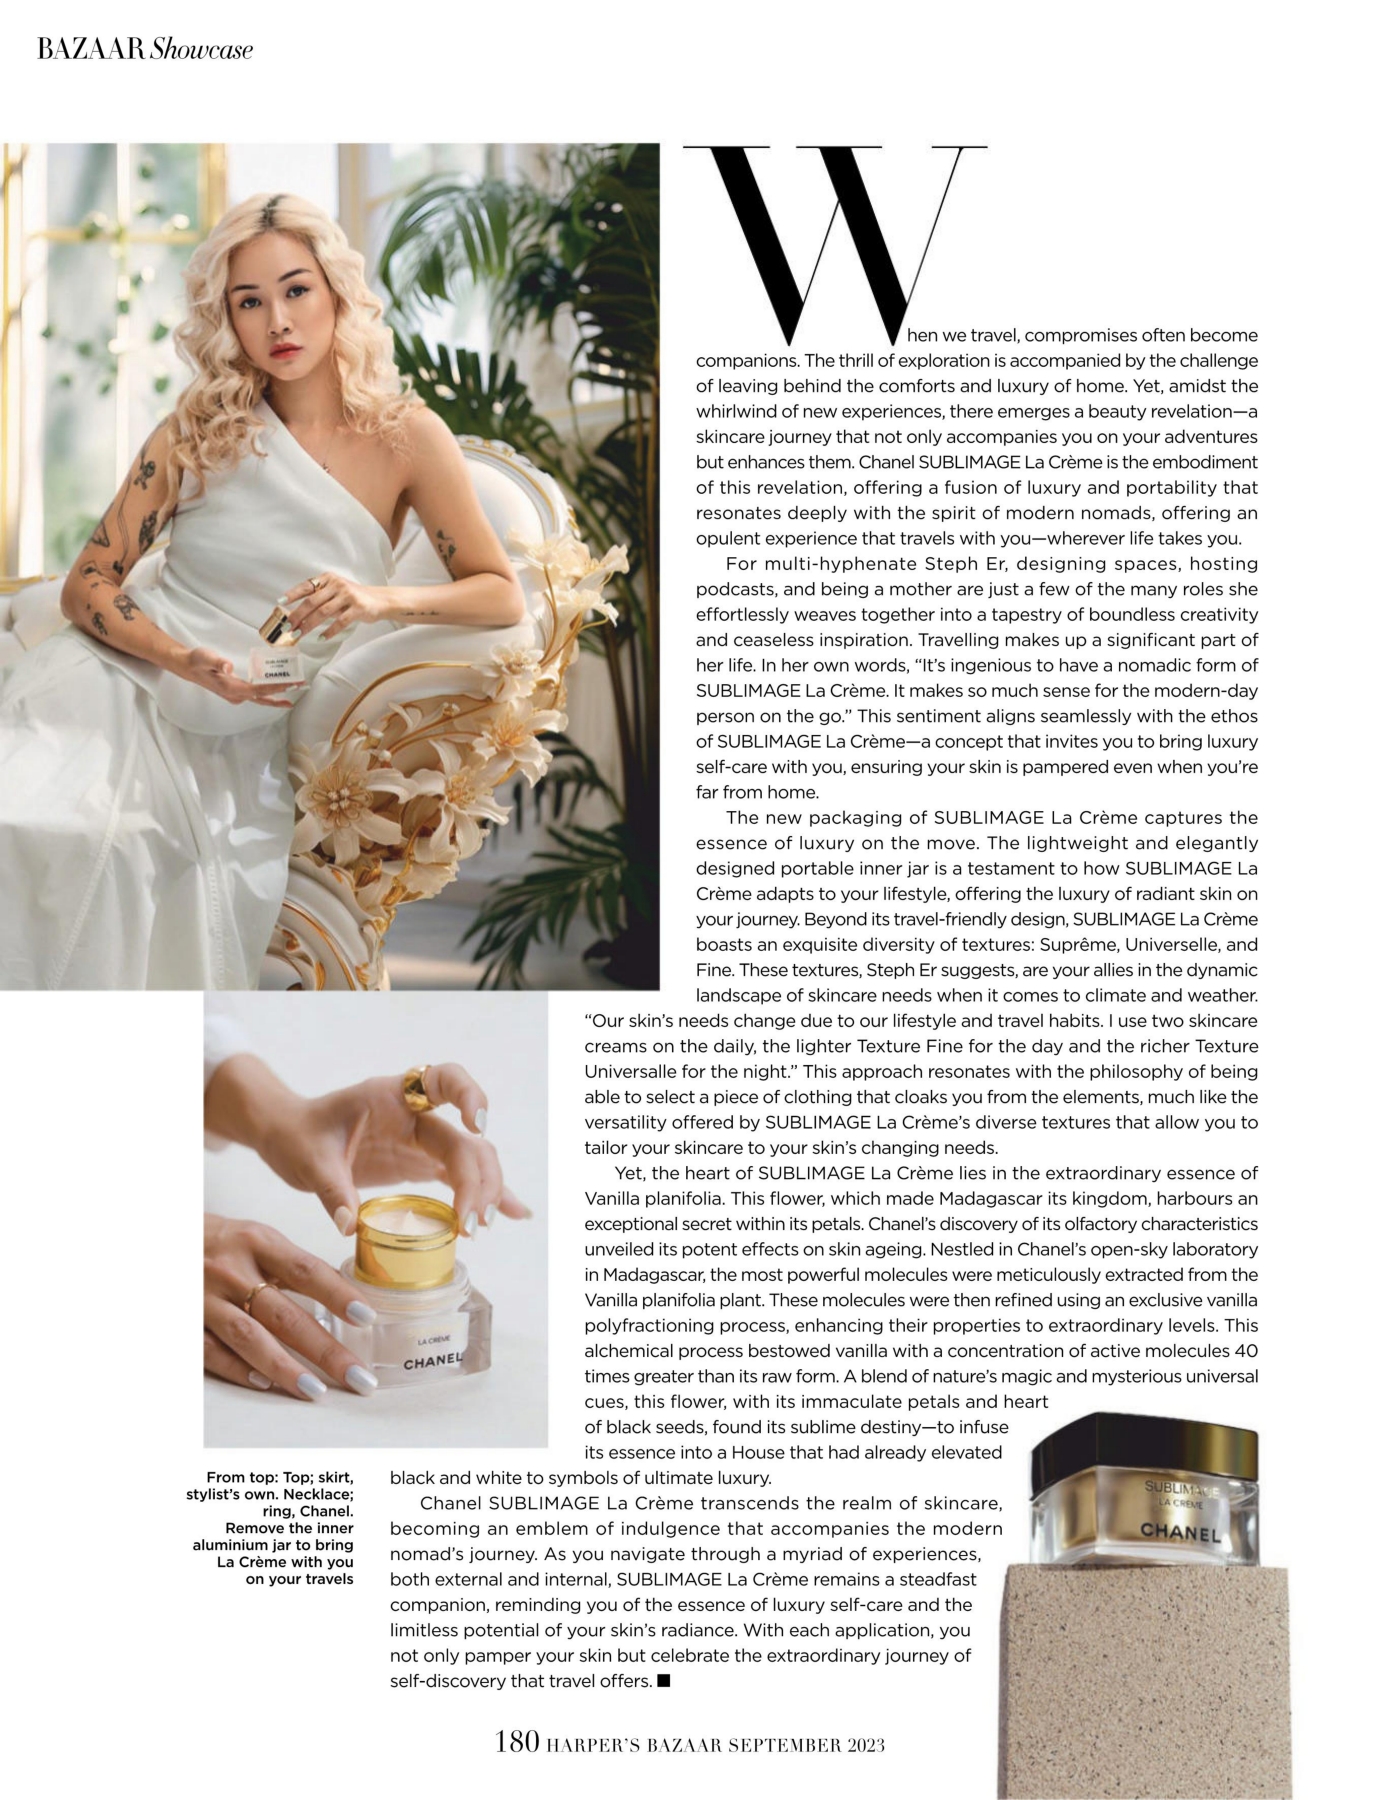 BAZAAR Showcase
When we travel, compromises often become
companions. The thrill of exploration is accompanied by the challenge
of leaving behind the comforts and luxury of home. Yet, amidst the
whirlwind of new experiences, there emerges a beauty revelation—a
skincare journey that not only accompanies you on your adventures
but enhances them. Chanel SUBLIMAGE La Crème is the embodiment
of this revelation, offering a fusion of luxury and portability that
resonates deeply with the spirit of modern nomads, offering an
opulent experience that travels with you—wherever life takes you.
For multi-hyphenate Steph Er, designing spaces, hosting
podcasts, and being a mother are just a few of the many roles she
effortlessly weaves together into a tapestry of boundless creativity
and ceaseless inspiration. Travelling makes up a significant part of
her life. In her own words, “It’s ingenious to have a nomadic form of
SUBLIMAGE La Crème. It makes so much sense for the modern-day
person on the go.” This sentiment aligns seamlessly with the ethos
of SUBLIMAGE La Crème—a concept that invites you to bring luxury
self-care with you, ensuring your skin is pampered even when you’re
far from home.
The new packaging of SUBLIMAGE La Crème captures the
essence of luxury on the move. The lightweight and elegantly
designed portable inner jar is a testament to how SUBLIMAGE La
Crème adapts to your lifestyle, offering the luxury of radiant skin on
your journey. Beyond its travel-friendly design, SUBLIMAGE La Crème
boasts an exquisite diversity of textures: Suprême, Universelle, and
Fine. These textures, Steph Er suggests, are your allies in the dynamic
landscape of skincare needs when it comes to climate and weather.
“Our skin’s needs change due to our lifestyle and travel habits. I use two skincare
creams on the daily, the lighter Texture Fine for the day and the richer Texture
Universalle for the night.” This approach resonates with the philosophy of being
able to select a piece of clothing that cloaks you from the elements, much like the
versatility offered by SUBLIMAGE La Crème’s diverse textures that allow you to
tailor your skincare to your skin’s changing needs.
Yet, the heart of SUBLIMAGE La Crème lies in the extraordinary essence of
Vanilla planifolia. This flower, which made Madagascar its kingdom, harbours an
exceptional secret within its petals. Chanel’s discovery of its olfactory characteristics
unveiled its potent effects on skin ageing. Nestled in Chanel’s open-sky laboratory
in Madagascar, the most powerful molecules were meticulously extracted from the
Vanilla planifolia plant. These molecules were then refined using an exclusive vanilla
polyfractioning process, enhancing their properties to extraordinary levels. This
alchemical process bestowed vanilla with a concentration of active molecules 40
times greater than its raw form. A blend of nature’s magic and mysterious universal
cues, this flower, with its immaculate petals and heart
of black seeds, found its sublime destiny—to infuse
its essence into a House that had already elevated
black and white to symbols of ultimate luxury.
Chanel SUBLIMAGE La Crème transcends the realm of skincare,
becoming an emblem of indulgence that accompanies the modern
nomad’s journey. As you navigate through a myriad of experiences,
both external and internal, SUBLIMAGE La Crème remains a steadfast
companion, reminding you of the essence of luxury self-care and the
limitless potential of your skin’s radiance. With each application, you
not only pamper your skin but celebrate the extraordinary journey of
self-discovery that travel offers. ■
SUBLIMAGE
LA CRÈME
CHANEL
LA CRÈME
CHANEL
From top: Top; skirt,
stylist’s own. Necklace;
ring, Chanel.
Remove the inner
aluminium jar to bring
La Crème with you
on your travels
SUBLIMAGE
LA CRÈME
CHANEL
180 HARPER’S BAZAAR SEPTEMBER 2023